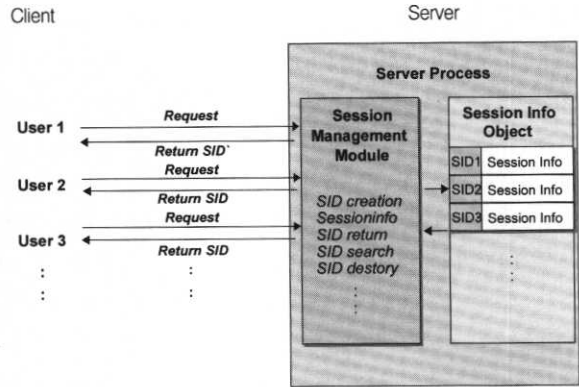 Client
Server
Server Process
User 1
Request
Return SID`
User 2
Request
Return SID
User 3
Request
Return SID
Session
Management
Module
SID creation
Sessioninfo
SID return
SID search
SID destory
Session Info
Object
SID1 Session Info
SID2 Session Info
SID3 Session Info